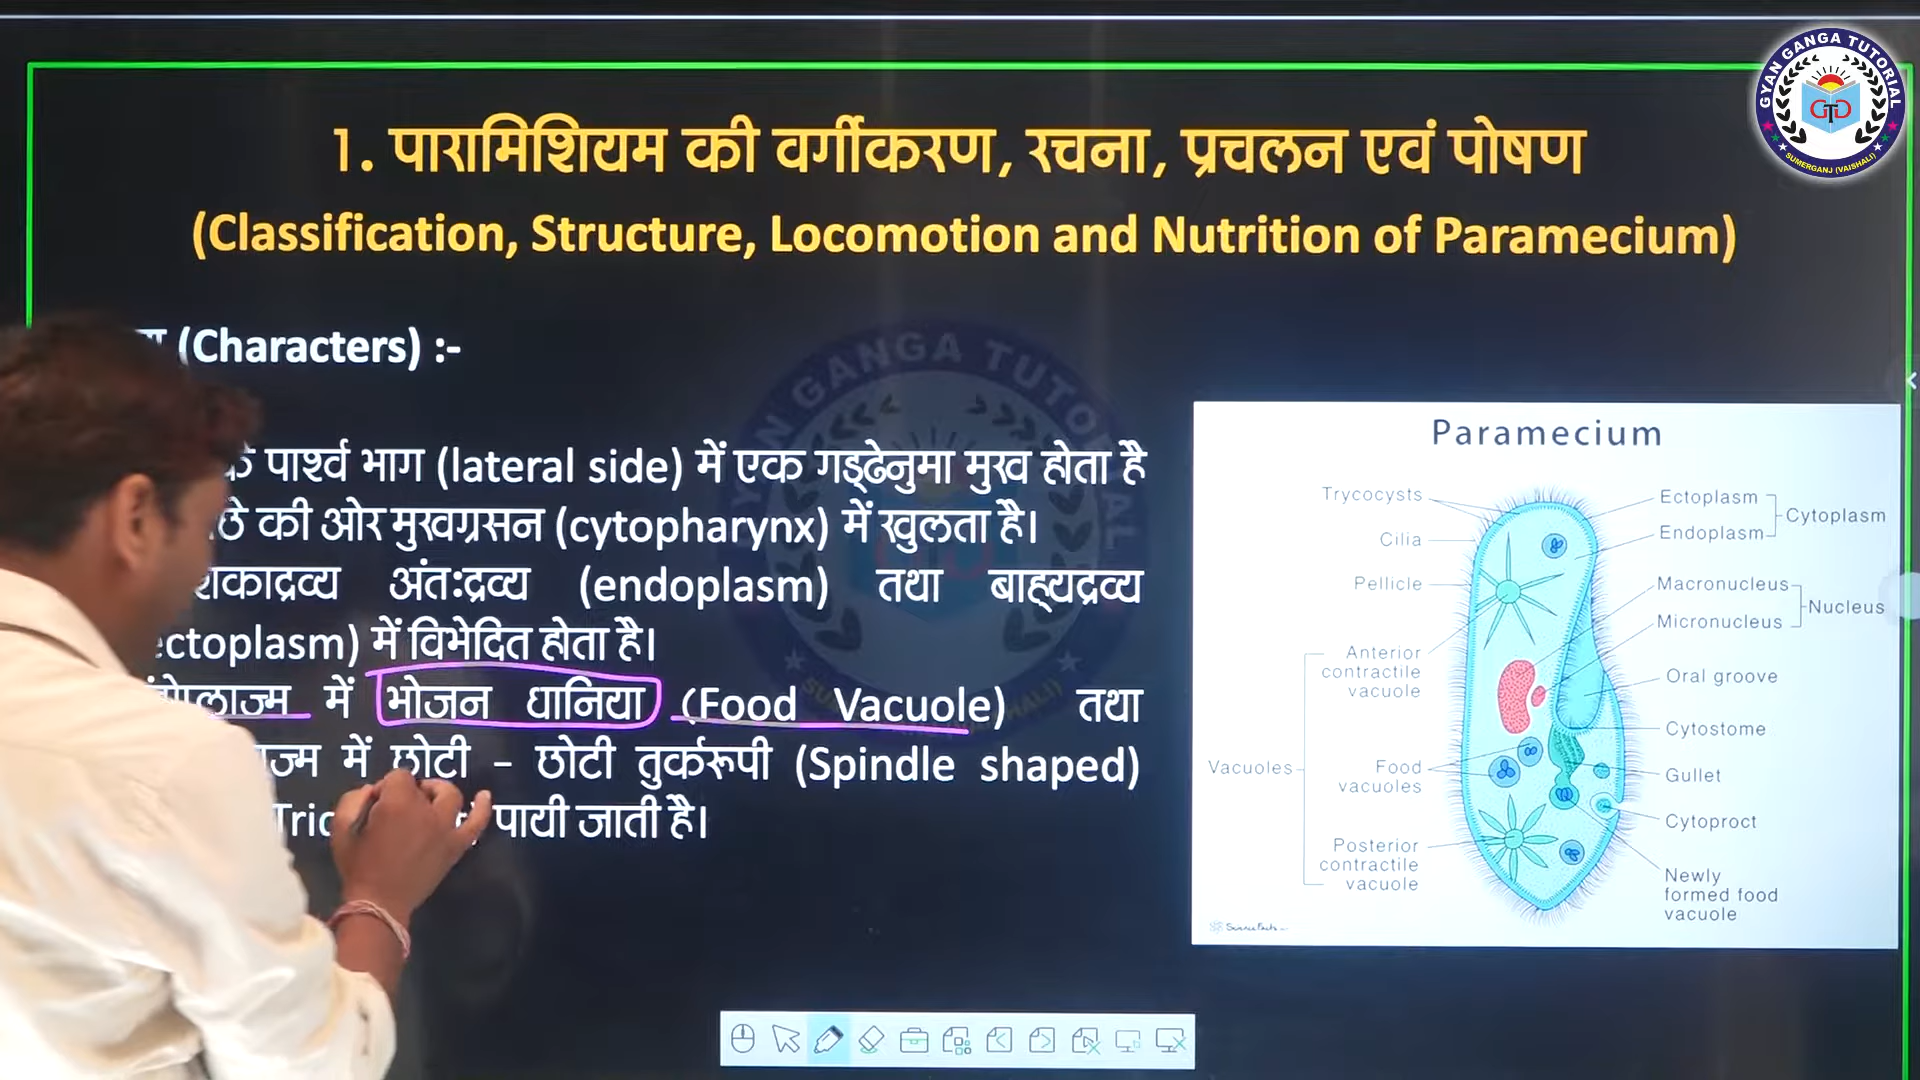 1. पारामिशियम की वर्गीकरण, रचना, प्रचलन एवं पोषण
(Classification, Structure, Locomotion and Nutrition of Paramecium)
(Characters) :-
के पार्श्व भाग (lateral side) में एक गड्ढेनुमा मुख होता है
की ओर मुखग्रसन (cytopharynx) में खुलता है।
अंतःद्रव्य (endoplasm) तथा बाह्यद्रव्य
ectoplasm) में विभेदित होता है।
में भोजन धानिया (Food Vacuole) तथा
में छोटी - छोटी तुर्करूपी (Spindle shaped)
पायी जाती है।
GYAN GANGA TUTORIAL
GTG
SUMERGANJ (VAISHALI)
Paramecium
Trycocysts
Cilia
Pellicle
Anterior
contractile
vacuole
Vacuoles
Food
vacuoles
Posterior
contractile
vacuole
Ectoplasm
Endoplasm
Cytoplasm
Macronucleus
Micronucleus
Nucleus
Oral groove
Cytostome
Gullet
Cytoproct
Newly
formed food
vacuole